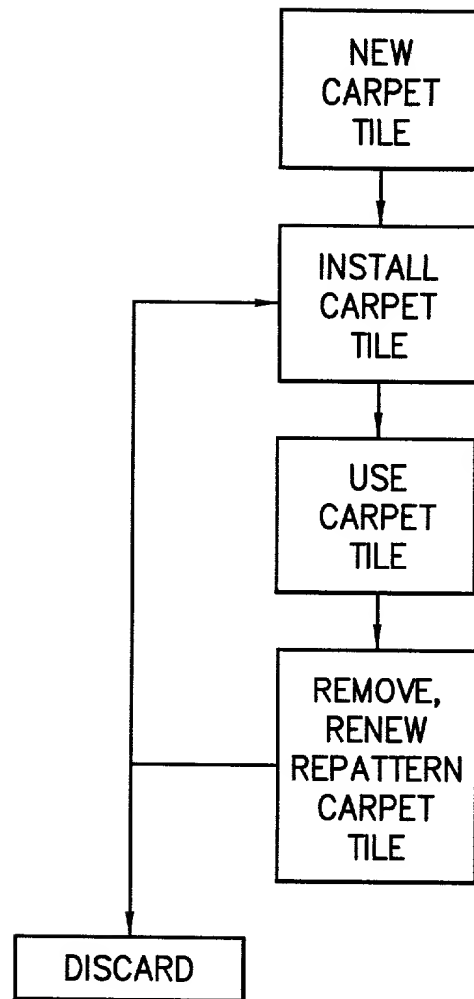 NEW
CARPET
TILE
INSTALL
CARPET
TILE
USE
CARPET
TILE
REMOVE,
RENEW
REPATTERN
CARPET
TILE
DISCARD